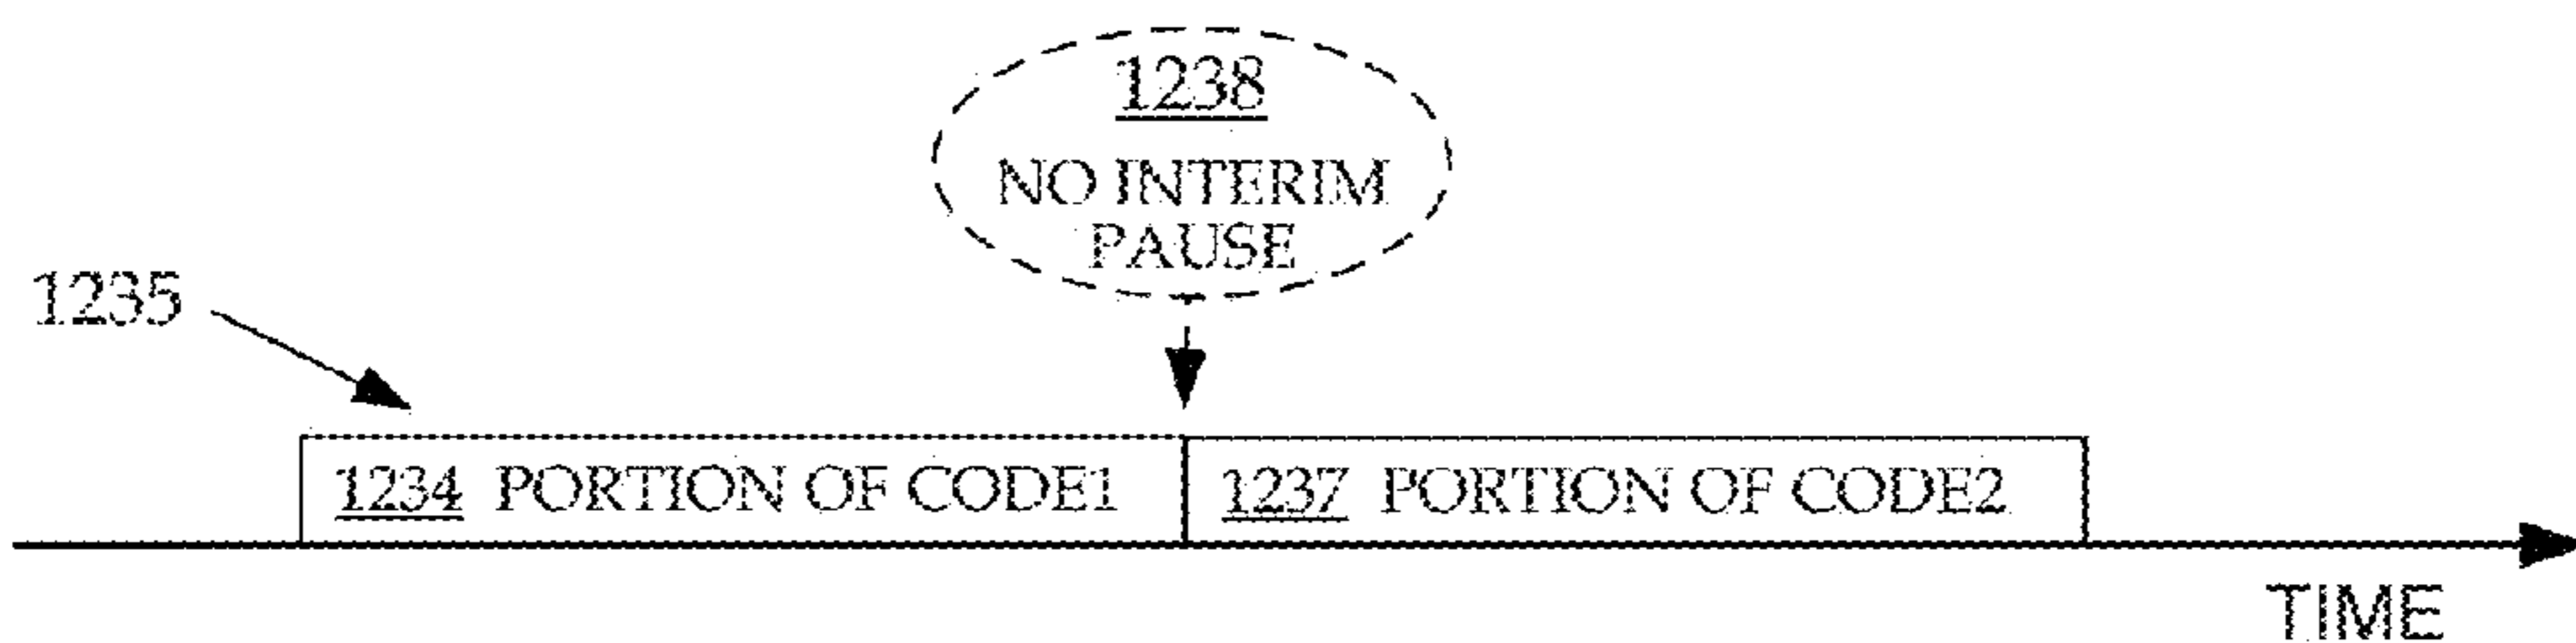 1238
NO INTERIM
PAUSE
1235
1234 PORTION OF CODE1
1237 PORTION OF CODE2
TIME